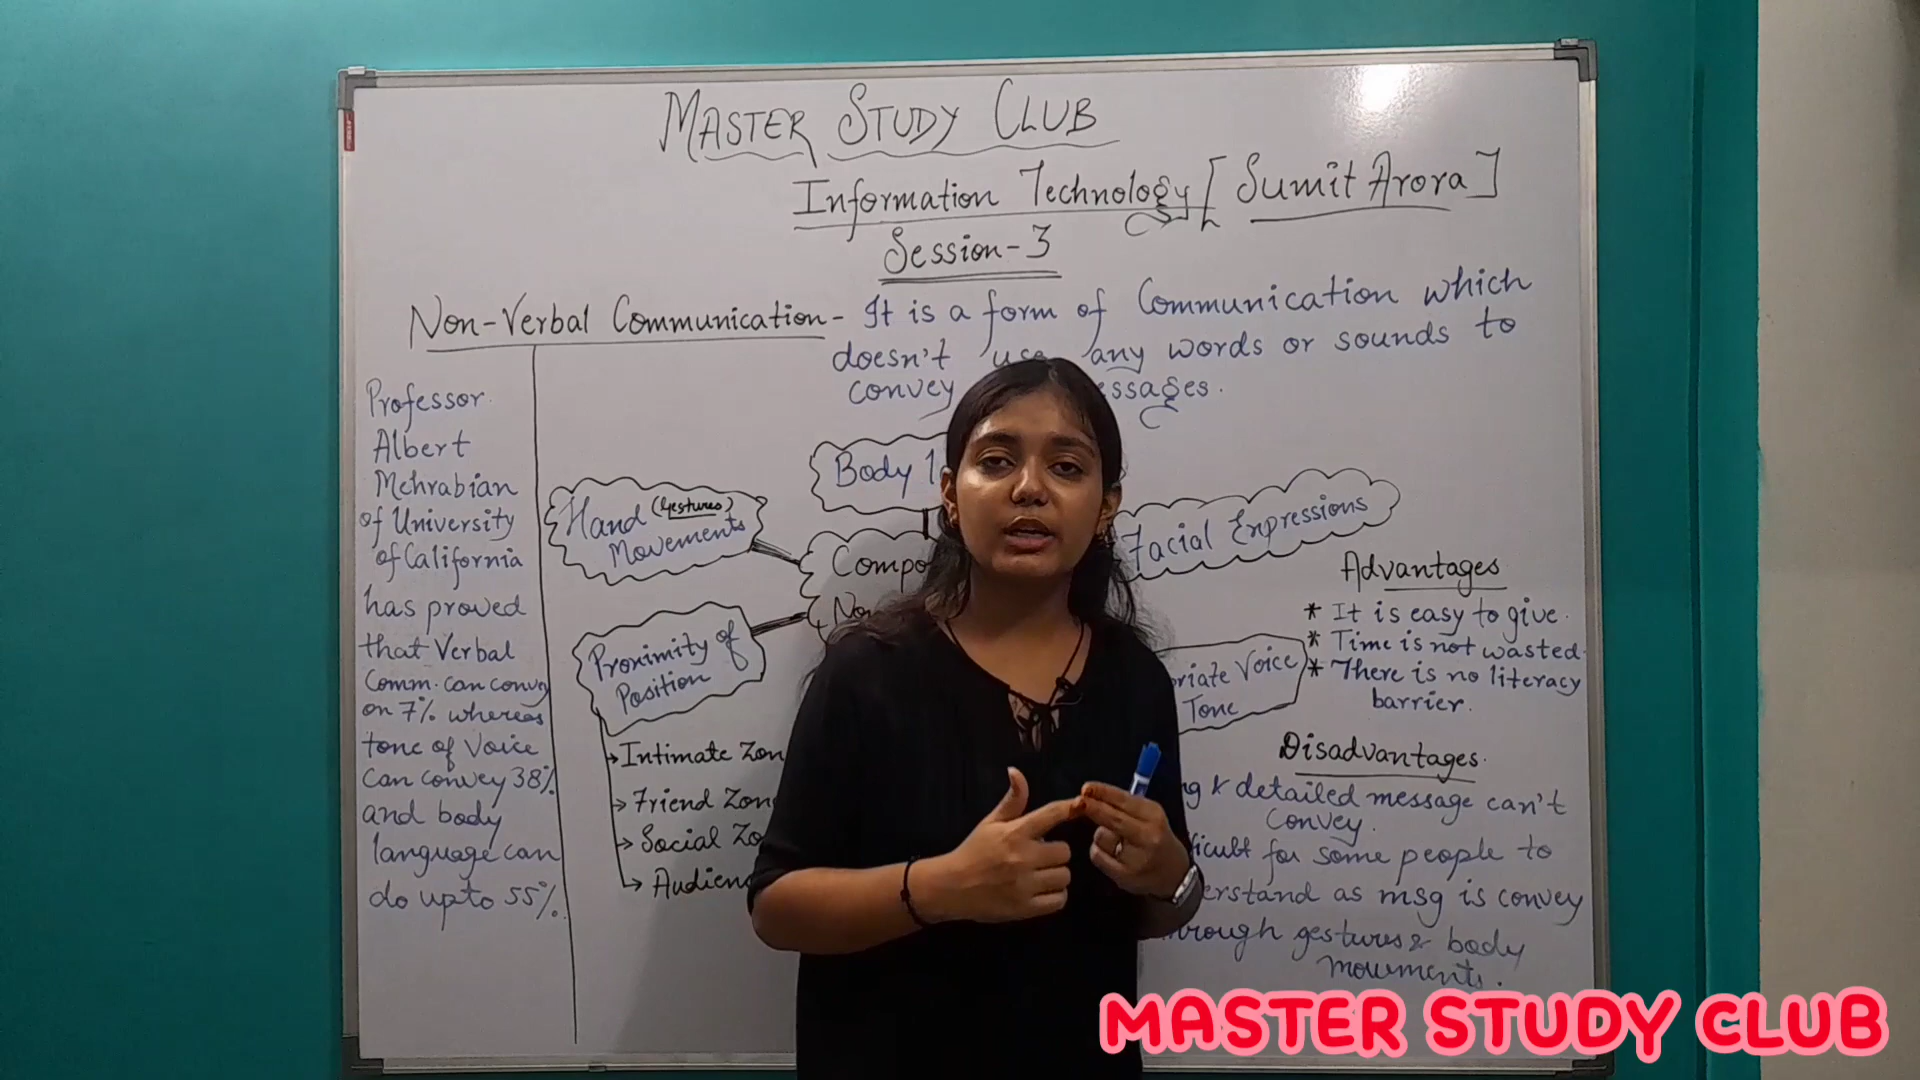 MASTER STUDY CLUB
Information Technology [Sumit Arora]
Session-3
Non-Verbal Communication - It is a form of Communication which
doesn't use any words or sounds to
convey
Professor
Albert
Mehrabian
of University
of California
has proved
that Verbal
Comm. can convey
on 7% whereas
tone of Voice
Can convey 38%
and body
language can
do upto 55%.
Body
Hand (Gestures)
Movements
Facial Expressions
Proximity of
Position
Intimate
Friend
Social
Voice
Tone
Advantages
* It is easy to give.
* Time is not wasted.
* There is no literacy
barrier.
Disadvantages.
& detailed message can't
convey.
for some people to
as msg is convey
gestures & body
movements.
MASTER STUDY CLUB